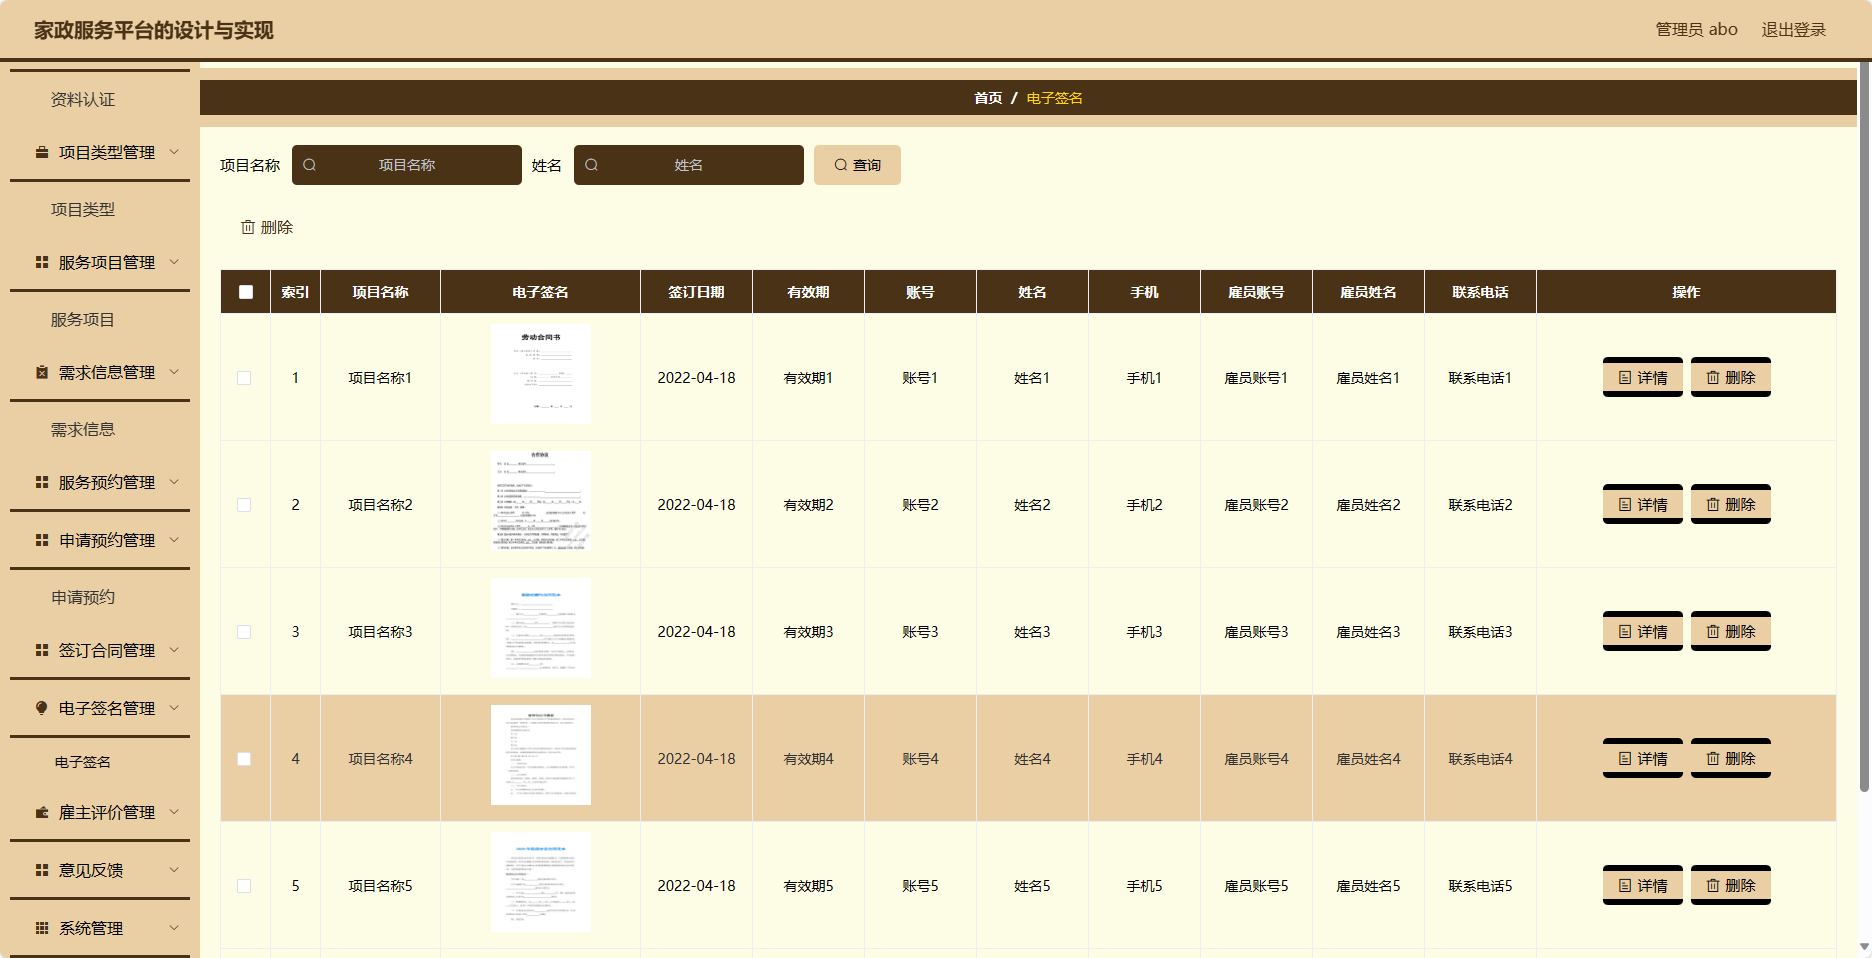 家政服务平台的设计与实现
管理员 abo 退出登录
资料认证
项目类型管理
项目类型
服务项目管理
服务项目
需求信息管理
需求信息
服务预约管理
申请预约管理
申请预约
签订合同管理
电子签名管理
电子签名
雇主评价管理
意见反馈
系统管理
首页 / 电子签名
项目名称 项目名称 姓名 姓名 查询
删除
索引 项目名称 电子签名 签订日期 有效期 账号 姓名 手机 雇员账号 雇员姓名 联系电话 操作
劳动合同书
1 项目名称1 2022-04-18 有效期1 账号1 姓名1 手机1 雇员账号1 雇员姓名1 联系电话1 详情 删除
2 项目名称2 2022-04-18 有效期2 账号2 姓名2 手机2 雇员账号2 雇员姓名2 联系电话2 详情 删除
3 项目名称3 2022-04-18 有效期3 账号3 姓名3 手机3 雇员账号3 雇员姓名3 联系电话3 详情 删除
4 项目名称4 2022-04-18 有效期4 账号4 姓名4 手机4 雇员账号4 雇员姓名4 联系电话4 详情 删除
5 项目名称5 2022-04-18 有效期5 账号5 姓名5 手机5 雇员账号5 雇员姓名5 联系电话5 详情 删除